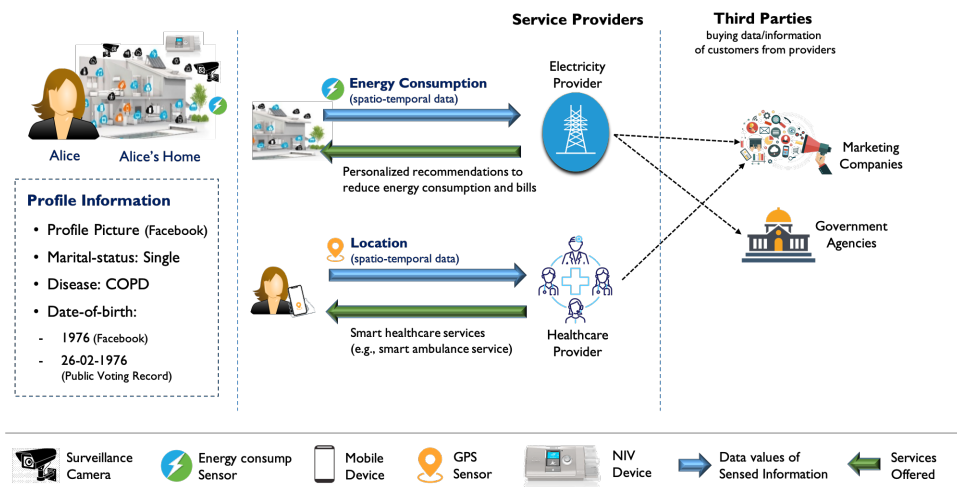 Service Providers
Third Parties
buying data/information
of customers from providers
Alice
Alice's Home
Profile Information
• Profile Picture (Facebook)
• Marital-status: Single
• Disease: COPD
• Date-of-birth:
- 1976 (Facebook)
- 26-02-1976
(Public Voting Record)
Energy Consumption
(spatio-temporal data)
Personalized recommendations to
reduce energy consumption and bills
Electricity
Provider
Location
(spatio-temporal data)
Smart healthcare services
(e.g., smart ambulance service)
Healthcare
Provider
Marketing
Companies
Government
Agencies
Surveillance
Camera
Energy consump
Sensor
Mobile
Device
GPS
Sensor
NIV
Device
Data values of
Sensed Information
Services
Offered